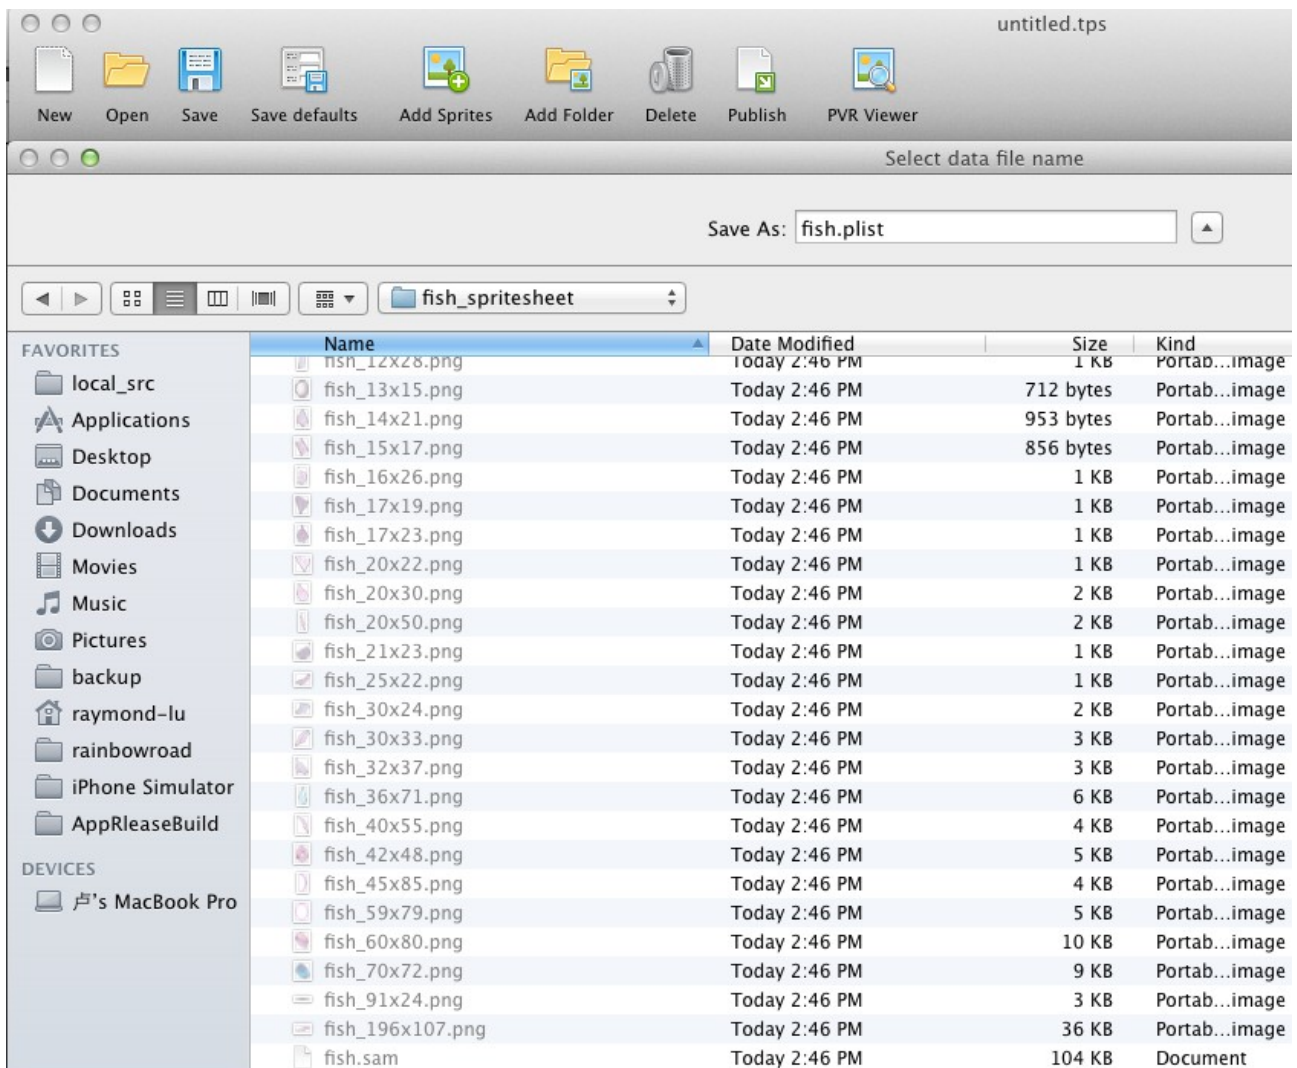 untitled.tps
New Open Save Save defaults Add Sprites Add Folder Delete Publish PVR Viewer
Select data file name
Save As: fish.plist
fish_spritesheet
FAVORITES
local_src
Applications
Desktop
Documents
Downloads
Movies
Music
Pictures
backup
raymond-lu
rainbowroad
iPhone Simulator
AppRleaseBuild
DEVICES
卢's MacBook Pro
Name Date Modified Size Kind
fish_12x28.png Today 2:46 PM 1 KB Portab...image
fish_13x15.png Today 2:46 PM 712 bytes Portab...image
fish_14x21.png Today 2:46 PM 953 bytes Portab...image
fish_15x17.png Today 2:46 PM 856 bytes Portab...image
fish_16x26.png Today 2:46 PM 1 KB Portab...image
fish_17x19.png Today 2:46 PM 1 KB Portab...image
fish_17x23.png Today 2:46 PM 1 KB Portab...image
fish_20x22.png Today 2:46 PM 1 KB Portab...image
fish_20x30.png Today 2:46 PM 2 KB Portab...image
fish_20x50.png Today 2:46 PM 2 KB Portab...image
fish_21x23.png Today 2:46 PM 1 KB Portab...image
fish_25x22.png Today 2:46 PM 1 KB Portab...image
fish_30x24.png Today 2:46 PM 2 KB Portab...image
fish_30x33.png Today 2:46 PM 3 KB Portab...image
fish_32x37.png Today 2:46 PM 3 KB Portab...image
fish_36x71.png Today 2:46 PM 6 KB Portab...image
fish_40x55.png Today 2:46 PM 4 KB Portab...image
fish_42x48.png Today 2:46 PM 5 KB Portab...image
fish_45x85.png Today 2:46 PM 4 KB Portab...image
fish_59x79.png Today 2:46 PM 5 KB Portab...image
fish_60x80.png Today 2:46 PM 10 KB Portab...image
fish_70x72.png Today 2:46 PM 9 KB Portab...image
fish_91x24.png Today 2:46 PM 3 KB Portab...image
fish_196x107.png Today 2:46 PM 36 KB Portab...image
fish.sam Today 2:46 PM 104 KB Document